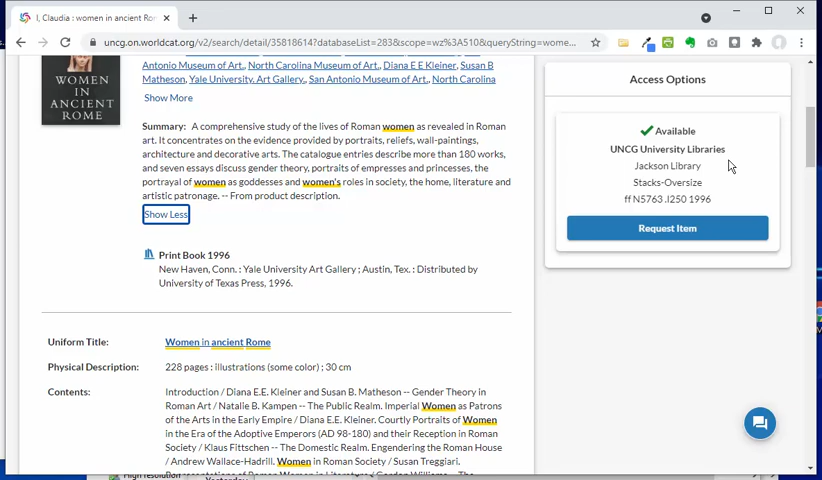 I, Claudia : women in ancient Rom
uncg.on.worldcat.org/v2/search/detail/35818614?databaseList=283&scope=wz%3A510&queryString=wome...
WOMEN
IN
ANCIENT
ROME
Antonio Museum of Art., North Carolina Museum of Art., Diana E E Kleiner, Susan B
Matheson, Yale University. Art Gallery., San Antonio Museum of Art., North Carolina
Show More
Summary: A comprehensive study of the lives of Roman women as revealed in Roman
art. It concentrates on the evidence provided by portraits, reliefs, wall-paintings,
architecture and decorative arts. The catalogue entries describe more than 180 works,
and seven essays discuss gender theory, portraits of empresses and princesses, the
portrayal of women as goddesses and women's roles in society, the home, literature and
artistic patronage. -- From product description.
Show Less
Print Book 1996
New Haven, Conn. : Yale University Art Gallery ; Austin, Tex. : Distributed by
University of Texas Press, 1996.
Uniform Title: Women in ancient Rome
Physical Description: 228 pages : illustrations (some color) ; 30 cm
Contents: Introduction / Diana E.E. Kleiner and Susan B. Matheson -- Gender Theory in
Roman Art / Natalie B. Kampen -- The Public Realm. Imperial Women as Patrons
of the Arts in the Early Empire / Diana E.E. Kleiner. Courtly Portraits of Women
in the Era of the Adoptive Emperors (AD 98-180) and their Reception in Roman
Society / Klaus Fittschen -- The Domestic Realm. Engendering the Roman House
/ Andrew Wallace-Hadrill. Women in Roman Society / Susan Treggiari.
Access Options
Available
UNCG University Libraries
Jackson Library
Stacks-Oversize
ff N5763 .I250 1996
Request Item
High resolution
Yesterday